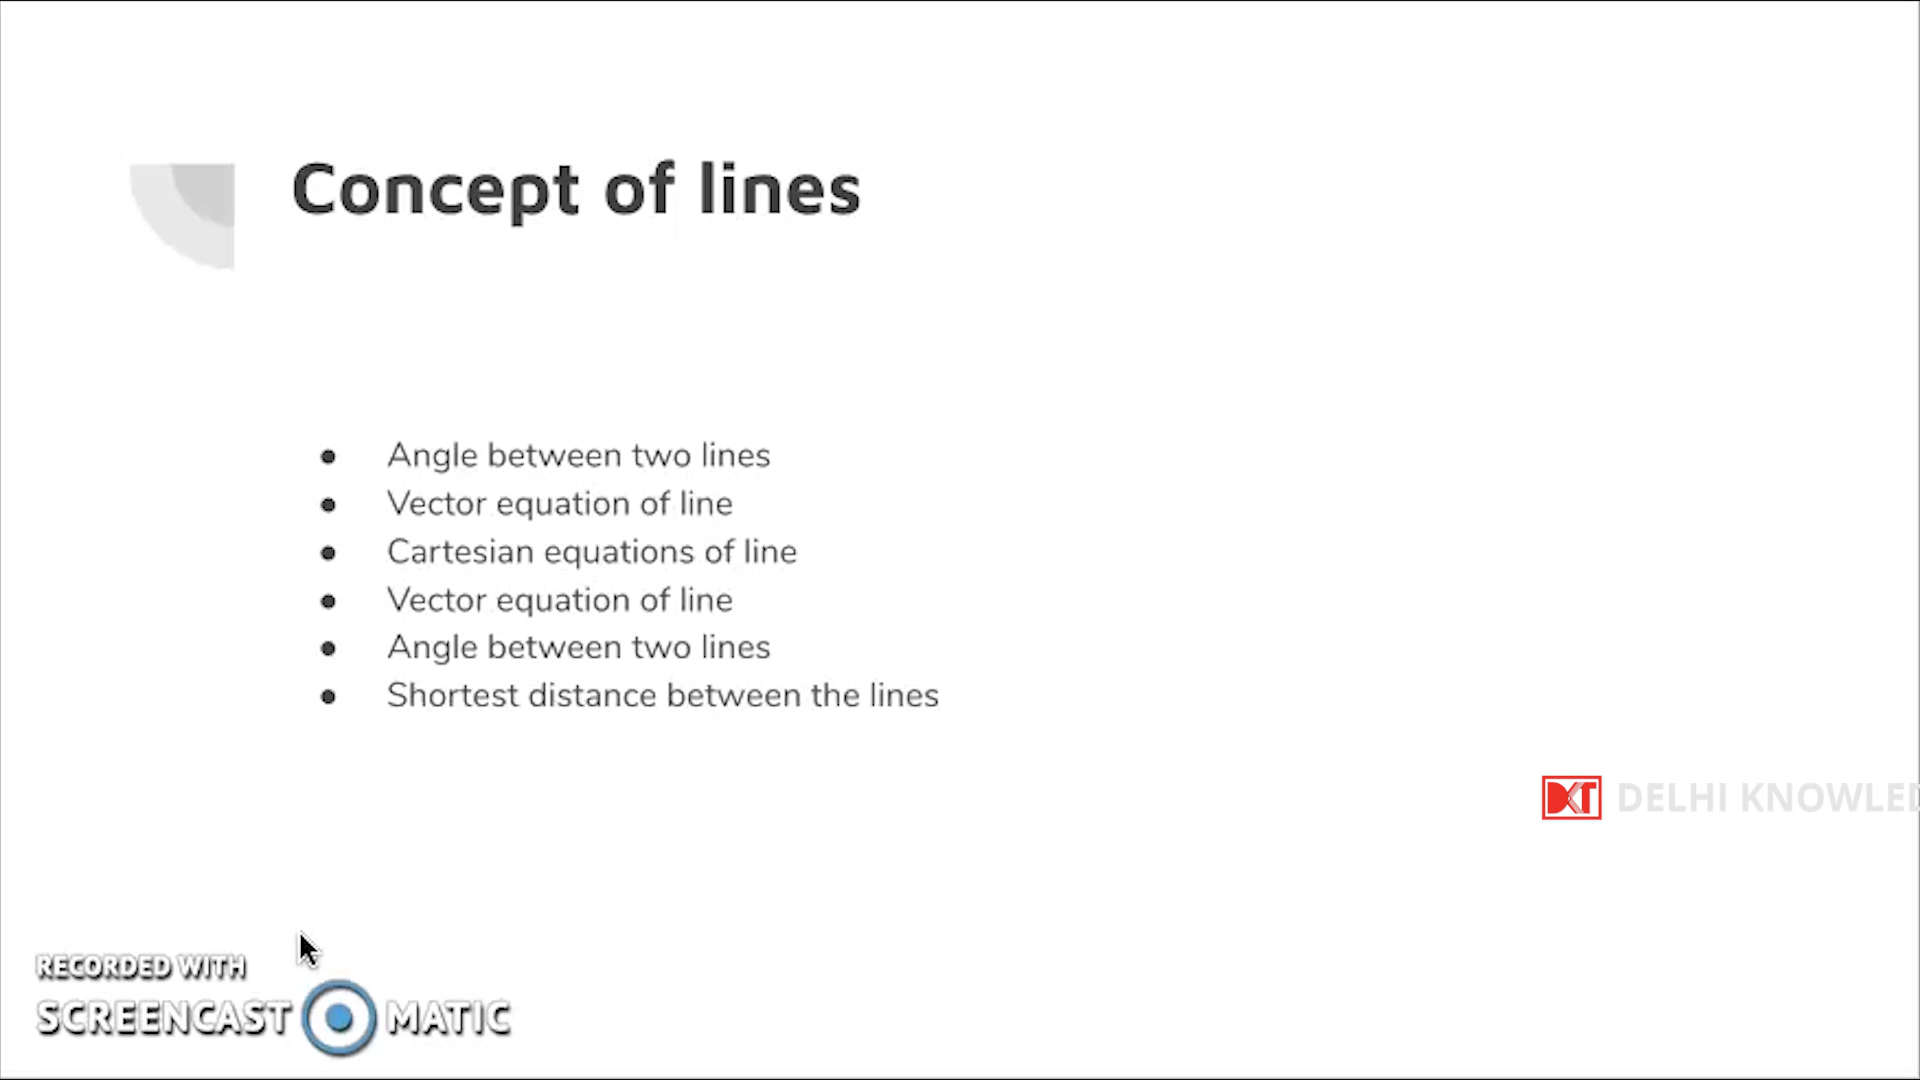 Concept of lines
● Angle between two lines
● Vector equation of line
● Cartesian equations of line
● Vector equation of line
● Angle between two lines
● Shortest distance between the lines
DKT DELHI KNOWLED
RECORDED WITH
SCREENCAST MATIC